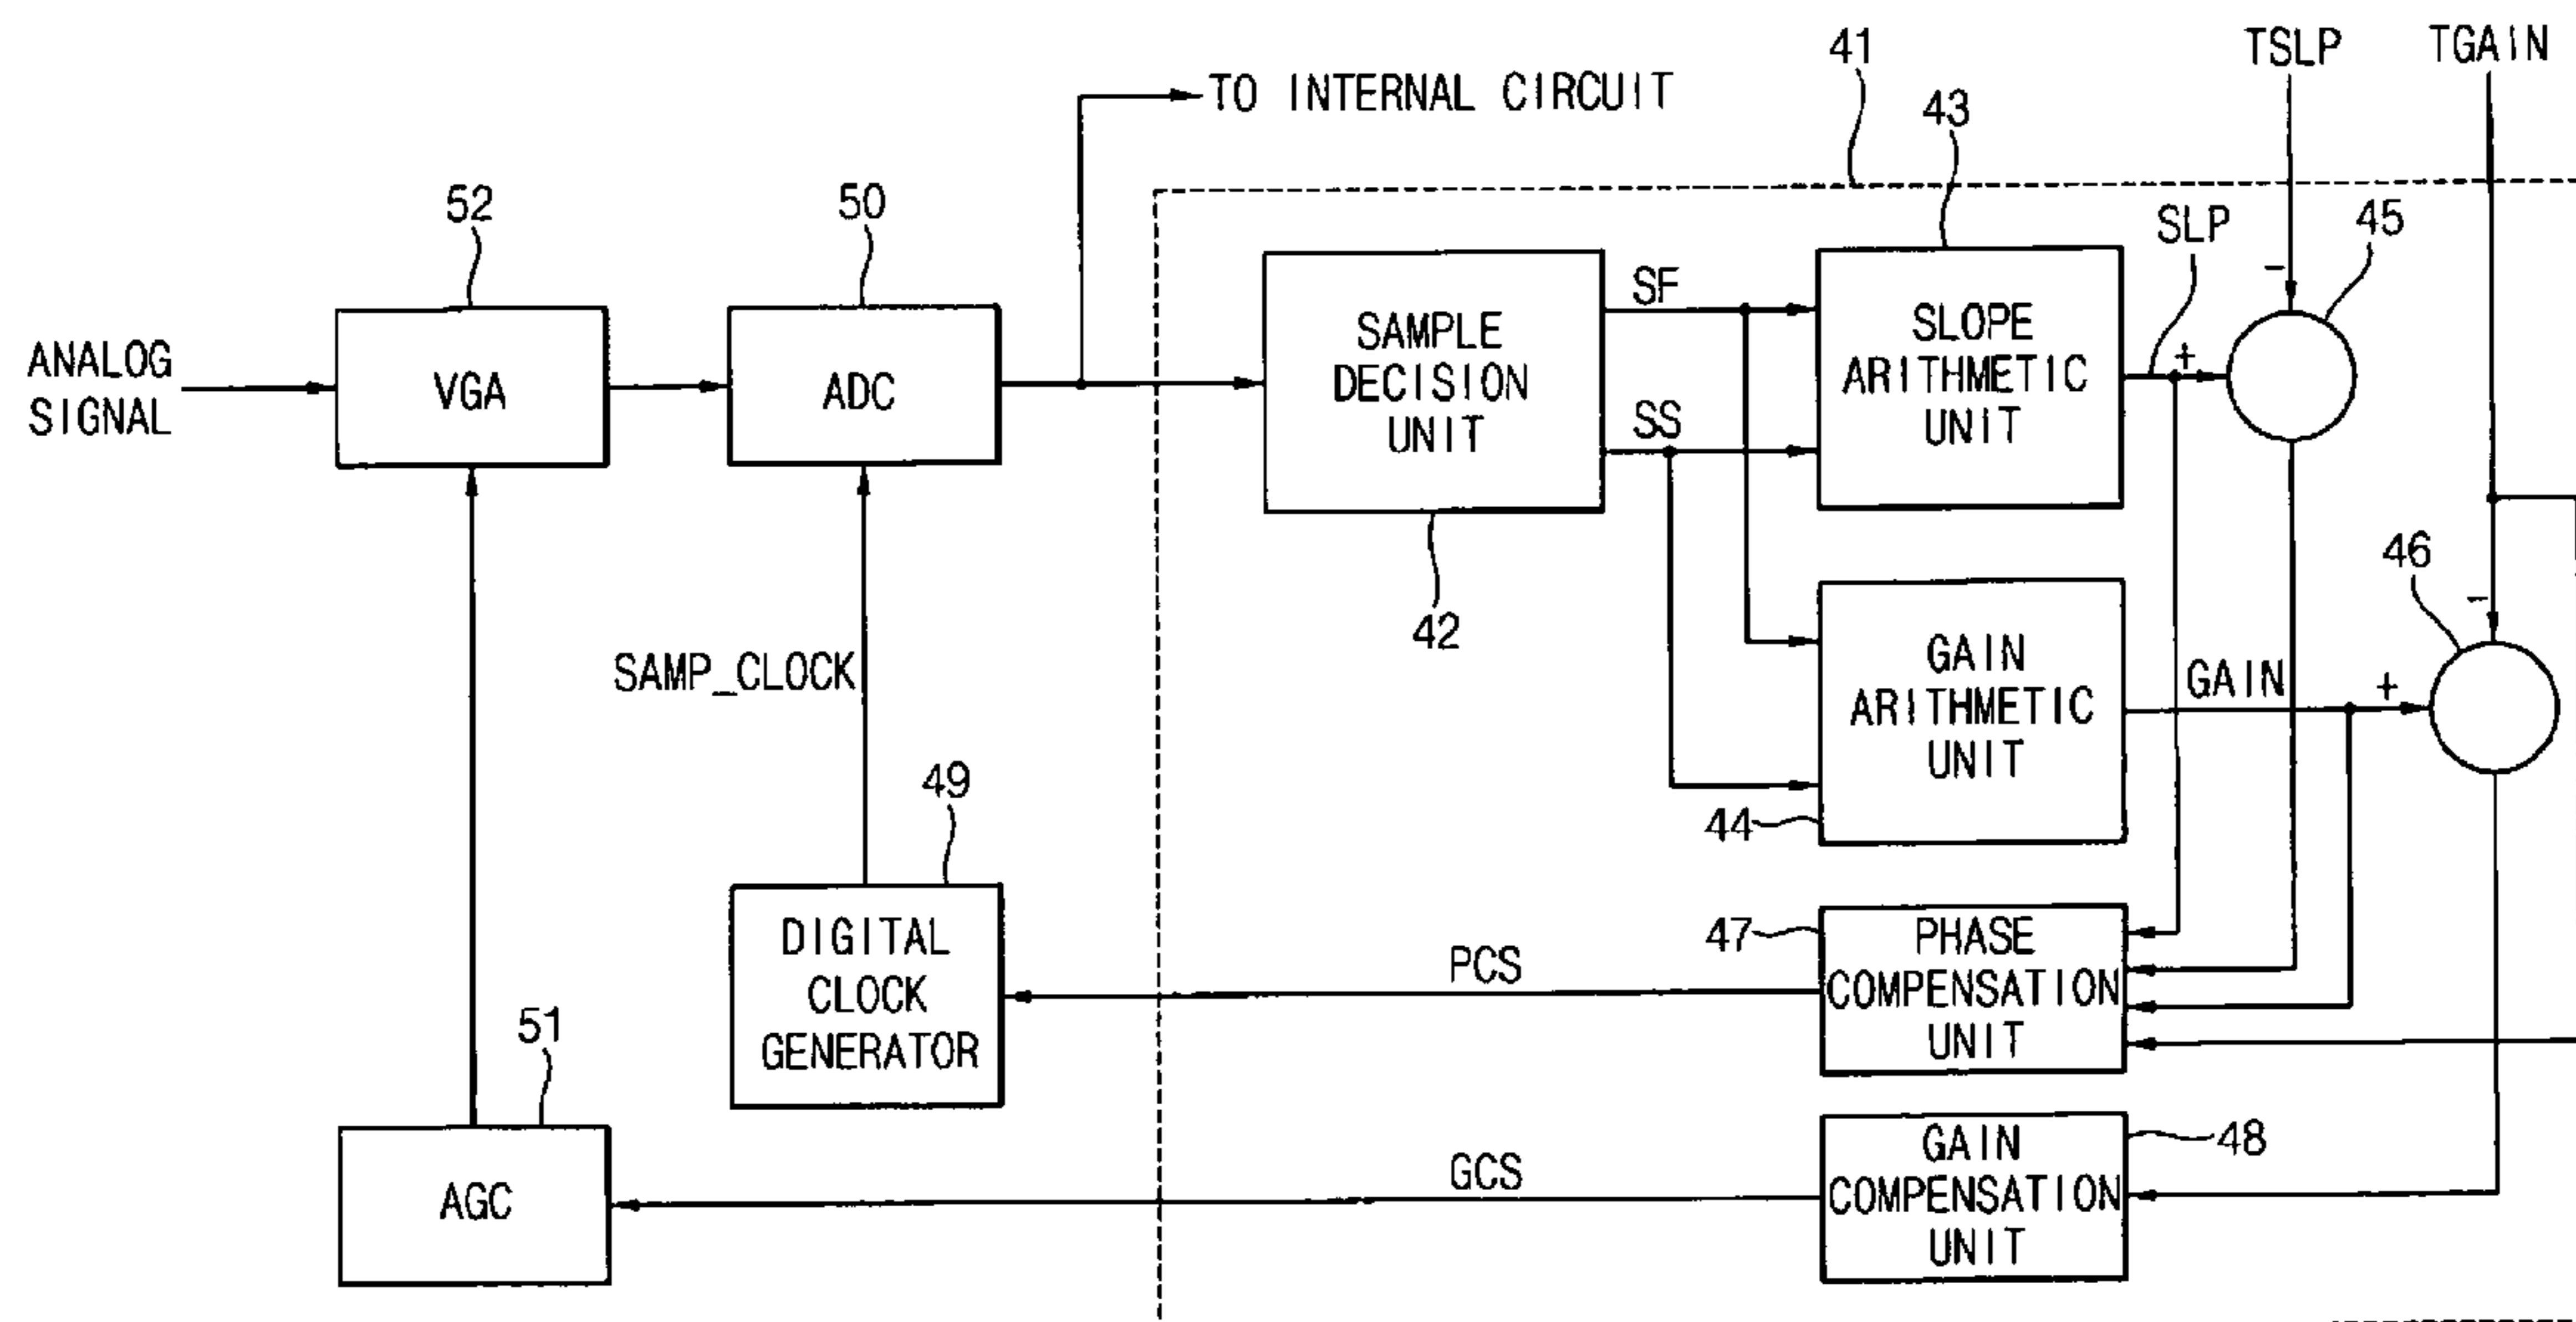 41
TSLP
TGAIN
TO INTERNAL CIRCUIT
43
52
50
SLP
45
SF
ANALOG
SIGNAL
VGA
ADC
SAMPLE
DECISION
UNIT
SLOPE
ARITHMETIC
UNIT
-
+
SS
42
46
-
SAMP_CLOCK
GAIN
ARITHMETIC
UNIT
GAIN
+
49
44
47
DIGITAL
CLOCK
GENERATOR
PCS
PHASE
COMPENSATION
UNIT
51
AGC
GCS
GAIN
COMPENSATION
UNIT
48